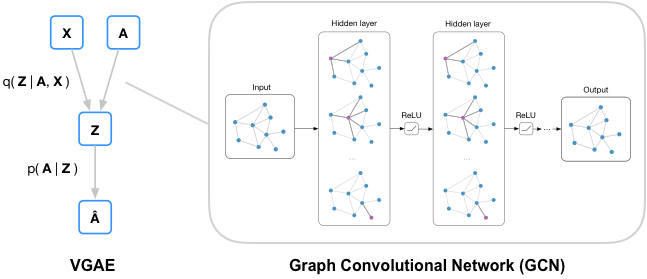 X
A
q( Z | A, X )
Z
p( A | Z )
Â
VGAE
Hidden layer
Hidden layer
Input
ReLU
ReLU
Output
...
...
...
Graph Convolutional Network (GCN)